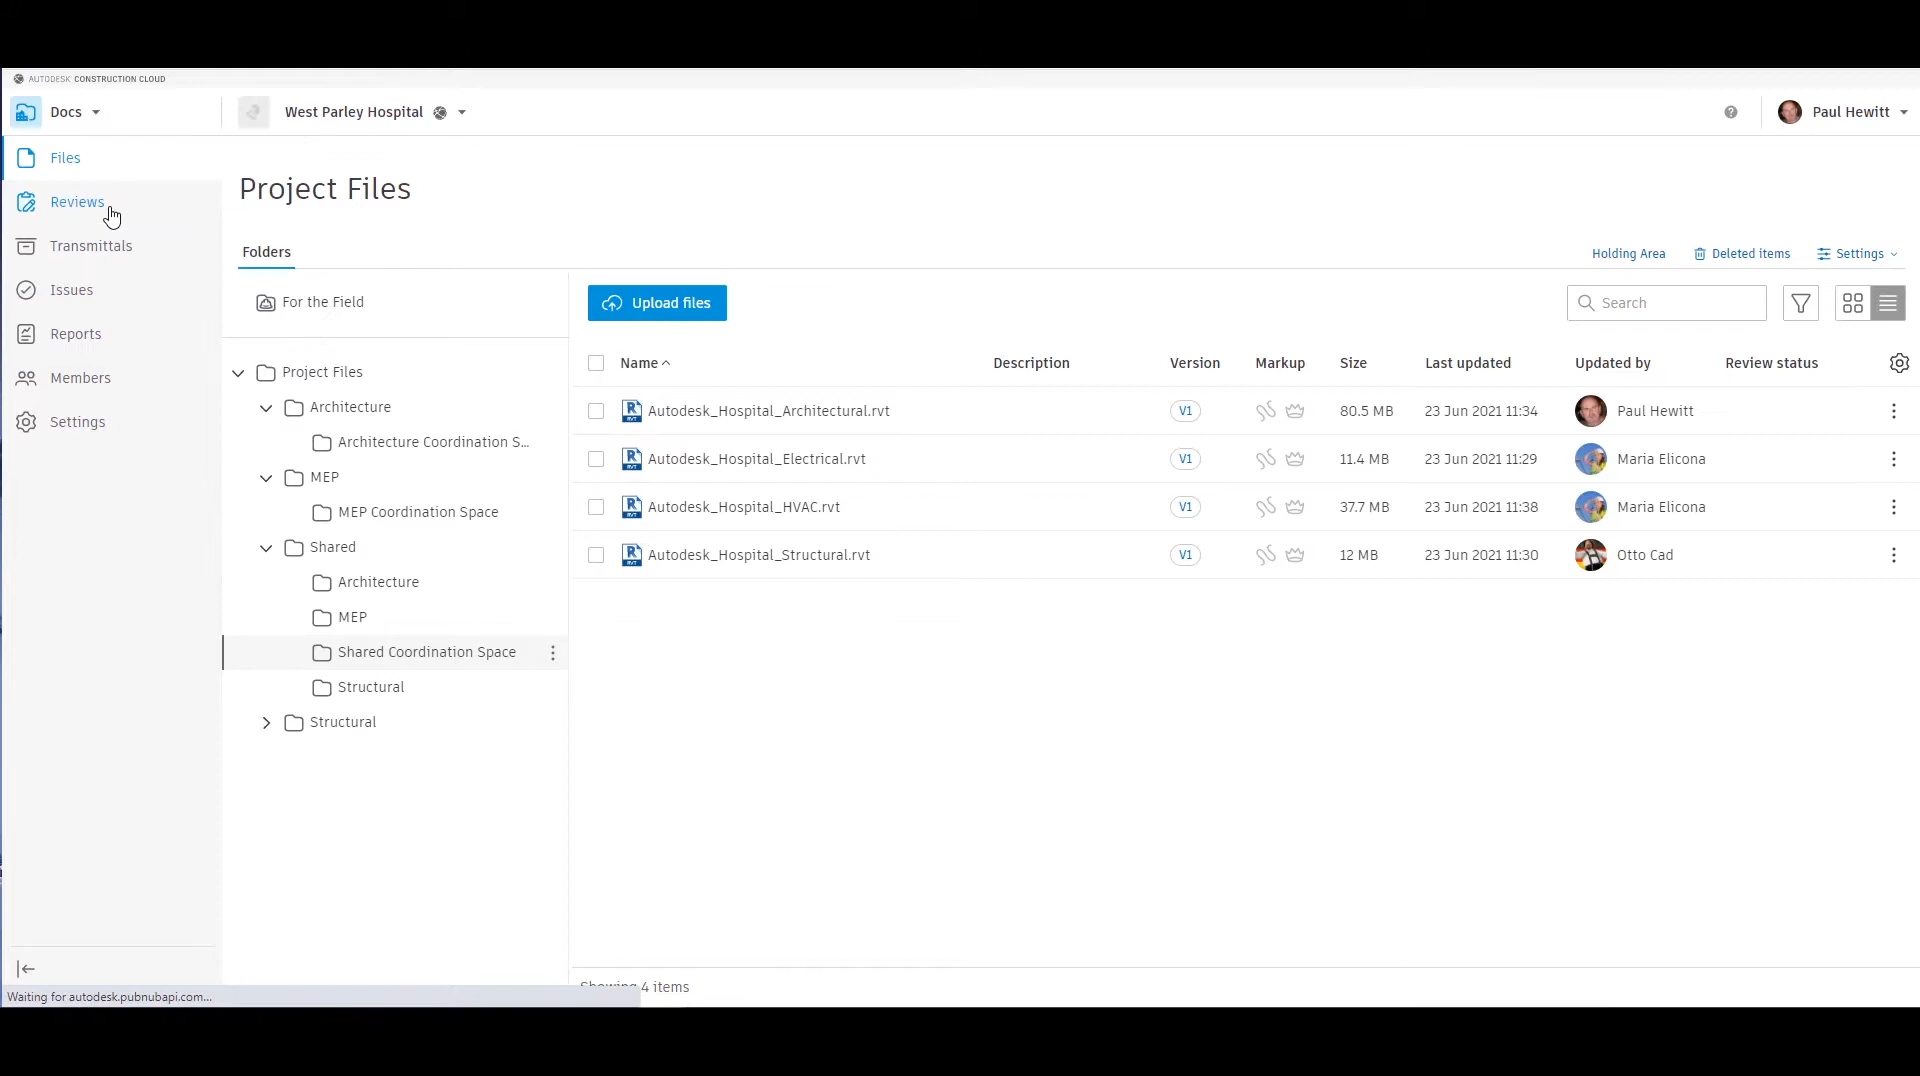 AUTODESK CONSTRUCTION CLOUD
Docs
West Parley Hospital
Paul Hewitt
Files
Reviews
Transmittals
Issues
Reports
Members
Settings
Project Files
Folders
Holding Area
Deleted items
Settings
For the Field
Upload files
Search
Project Files
Architecture
Architecture Coordination S...
MEP
MEP Coordination Space
Shared
Architecture
MEP
Shared Coordination Space
Structural
Structural
Name Description Version Markup Size Last updated Updated by Review status
Autodesk_Hospital_Architectural.rvt V1 80.5 MB 23 Jun 2021 11:34 Paul Hewitt
Autodesk_Hospital_Electrical.rvt V1 11.4 MB 23 Jun 2021 11:29 Maria Elicona
Autodesk_Hospital_HVAC.rvt V1 37.7 MB 23 Jun 2021 11:38 Maria Elicona
Autodesk_Hospital_Structural.rvt V1 12 MB 23 Jun 2021 11:30 Otto Cad
Showing 4 items
Waiting for autodesk.pubnubapi.com...